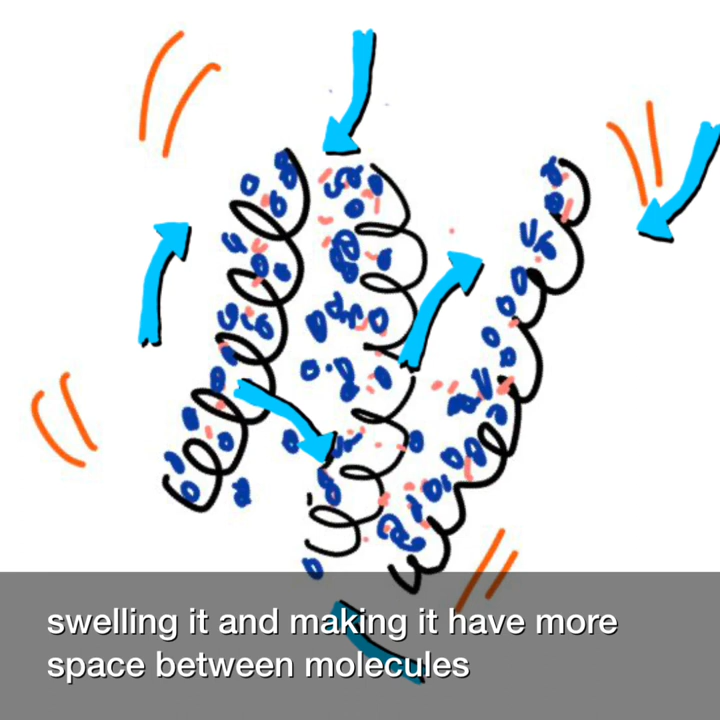 swelling it and making it have more
space between molecules